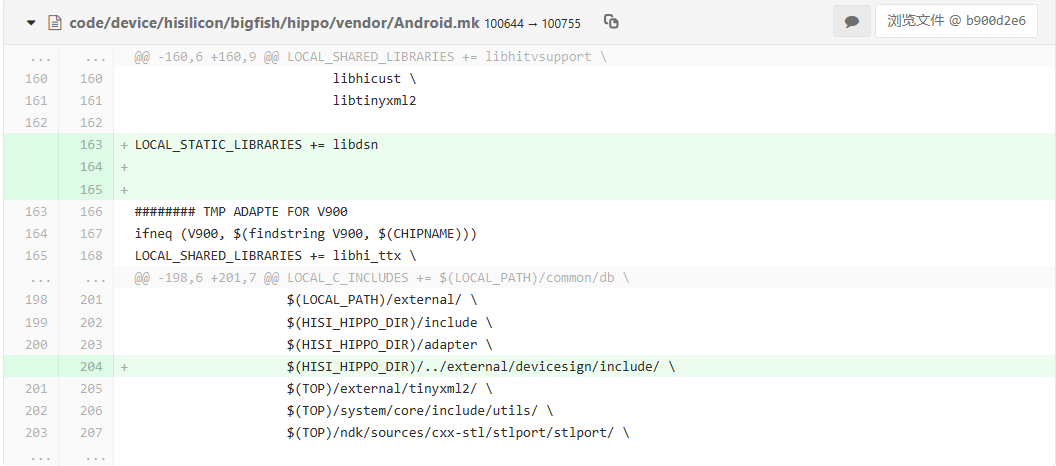 code/device/hisilicon/bigfish/hippo/vendor/Android.mk 100644 → 100755 浏览文件 @ b900d2e6
... ... @@ -160,6 +160,9 @@ LOCAL_SHARED_LIBRARIES += libhitvsupport \
160 160 libhicust \
161 161 libtinyxml2
162 162
163 + LOCAL_STATIC_LIBRARIES += libdsn
164 +
165 +
163 166 ######## TMP ADAPTE FOR V900
164 167 ifneq (V900, $(findstring V900, $(CHIPNAME)))
165 168 LOCAL_SHARED_LIBRARIES += libhi_ttx \
... ... @@ -198,6 +201,7 @@ LOCAL_C_INCLUDES += $(LOCAL_PATH)/common/db \
198 201 $(LOCAL_PATH)/external/ \
199 202 $(HISI_HIPPO_DIR)/include \
200 203 $(HISI_HIPPO_DIR)/adapter \
204 + $(HISI_HIPPO_DIR)/../external/devicesign/include/ \
201 205 $(TOP)/external/tinyxml2/ \
202 206 $(TOP)/system/core/include/utils/ \
203 207 $(TOP)/ndk/sources/cxx-stl/stlport/stlport/ \
... ...